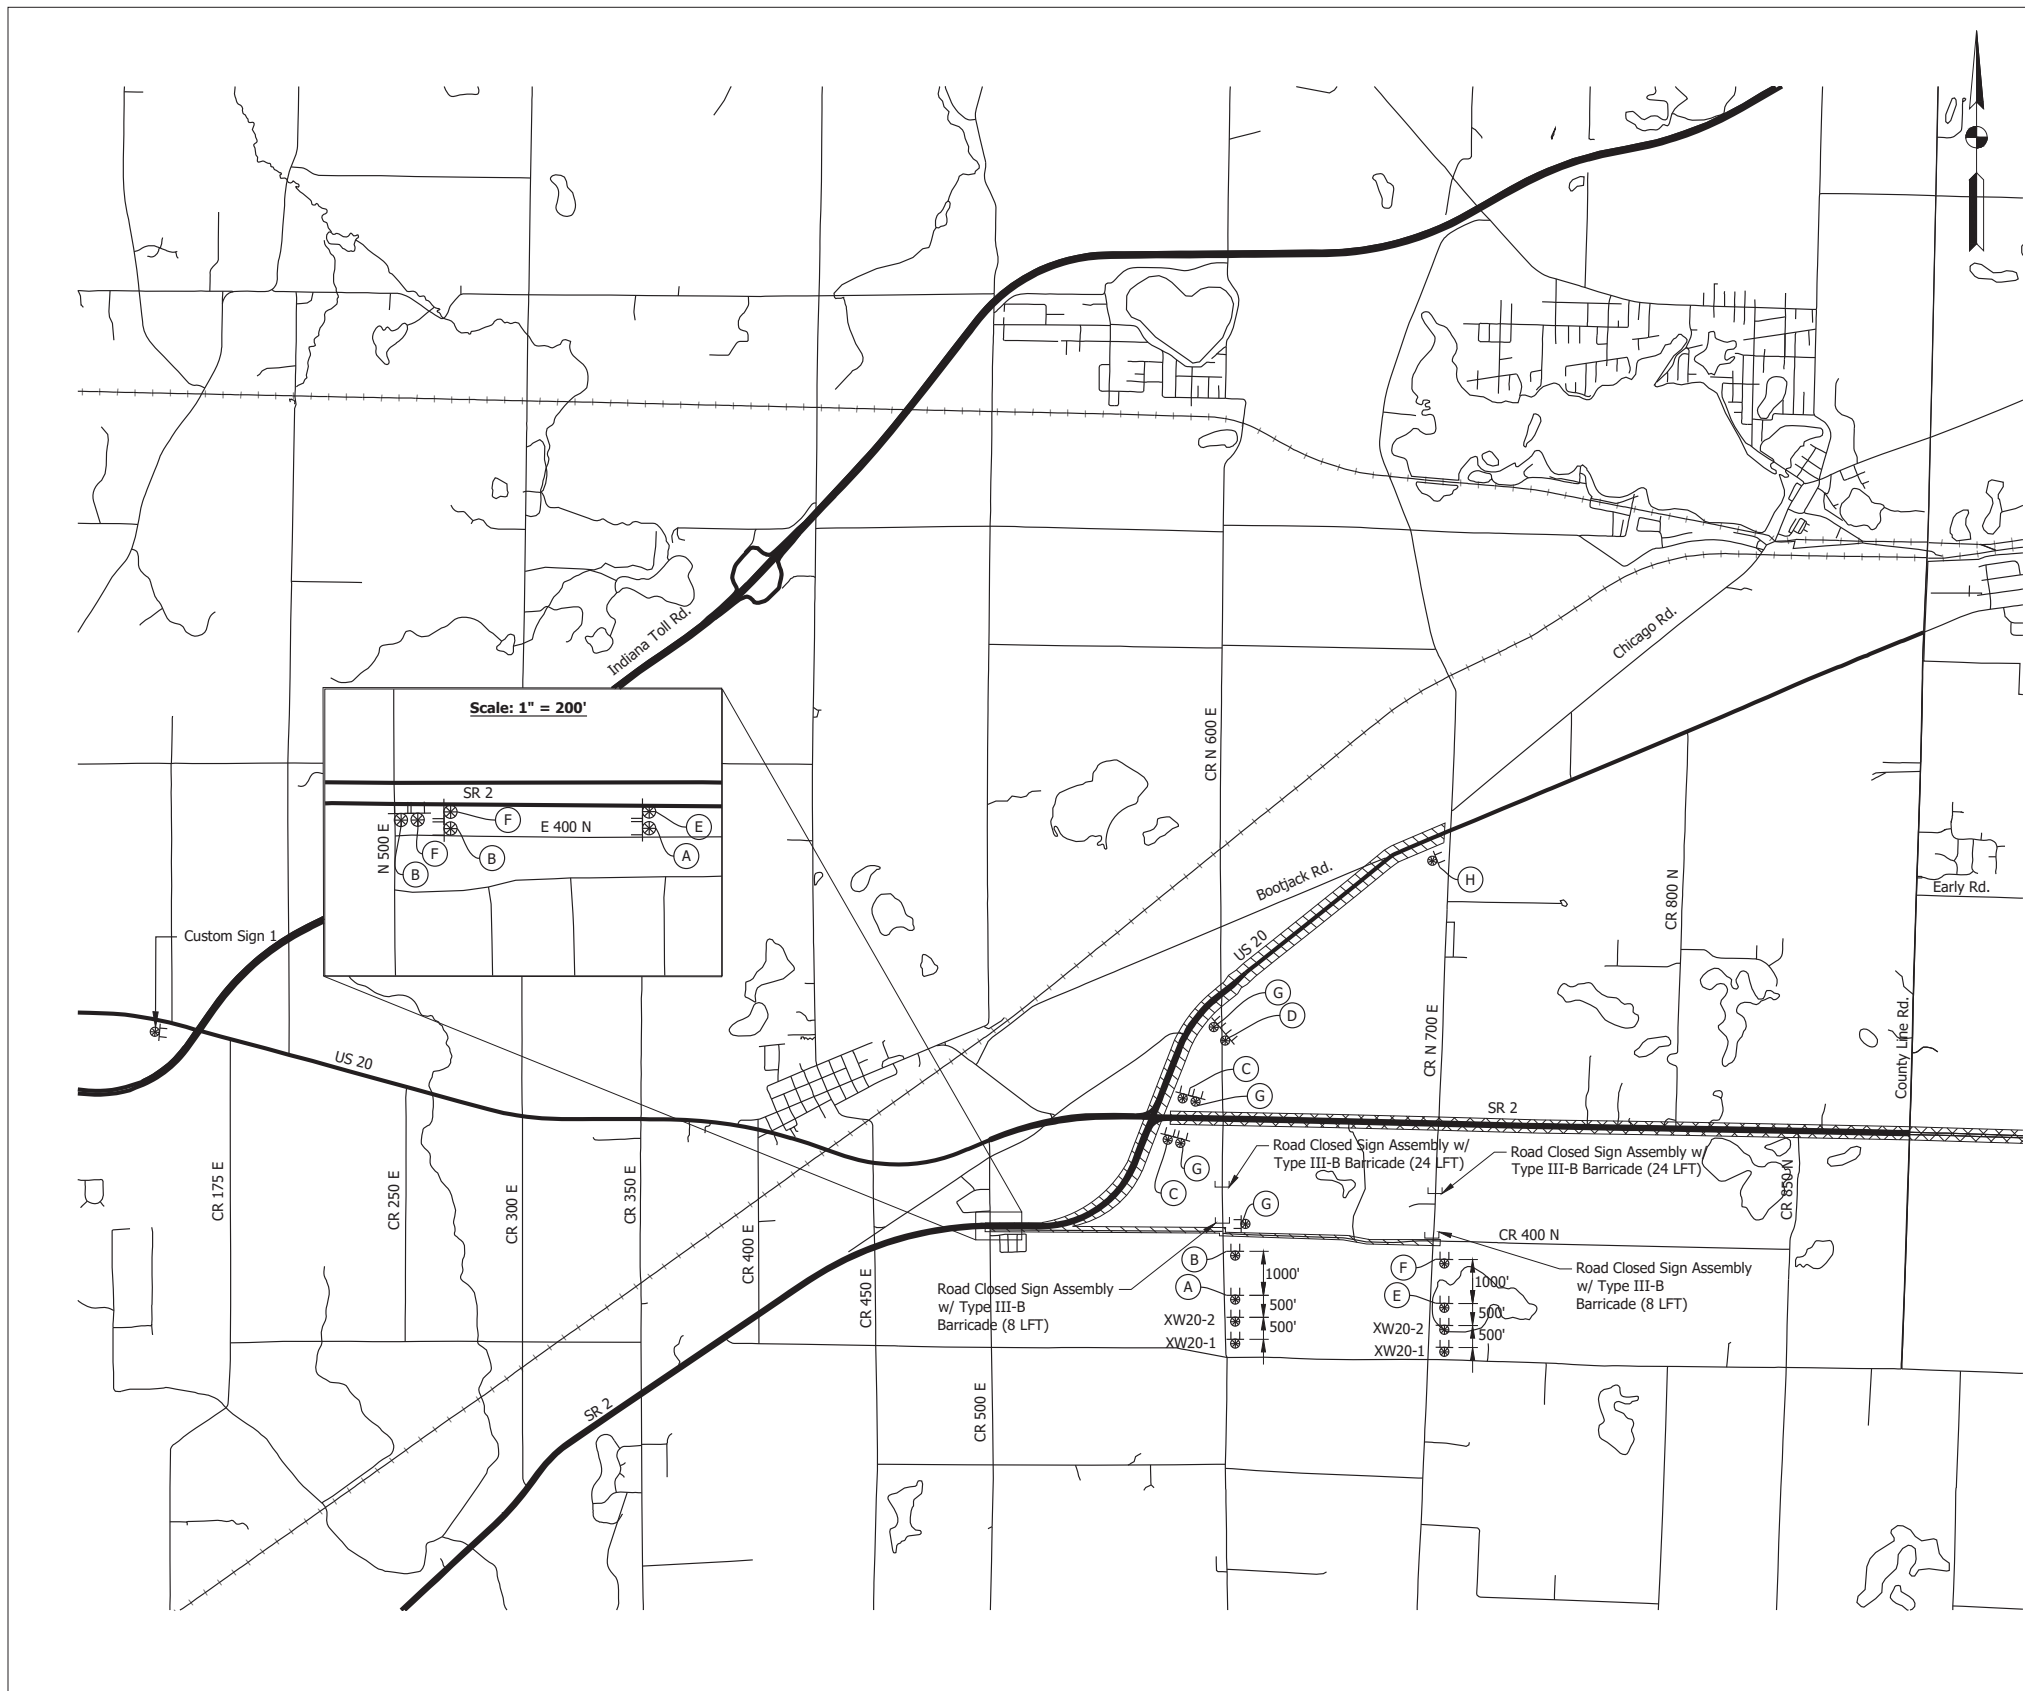 Indiana Toll Rd.
Chicago Rd.
Scale: 1" = 200'
SR 2
E 400 N
N 500 E
F
E
F
B
A
B
CR N 600 E
Bootjack Rd.
H
CR 800 N
Early Rd.
Custom Sign 1
US 20
G
D
CR N 700 E
County Line Rd.
US 20
C
G
SR 2
Road Closed Sign Assembly w/
Type III-B Barricade (24 LFT)
Road Closed Sign Assembly w/
Type III-B Barricade (24 LFT)
G
C
G
CR 175 E
CR 250 E
CR 300 E
CR 350 E
CR 400 E
CR 450 E
CR 500 E
CR 850 N
CR 400 N
B
1000'
A
500'
XW20-2
500'
XW20-1
F
1000'
E
500'
XW20-2
500'
XW20-1
Road Closed Sign Assembly
w/ Type III-B
Barricade (8 LFT)
Road Closed Sign Assembly
w/ Type III-B
Barricade (8 LFT)
SR 2